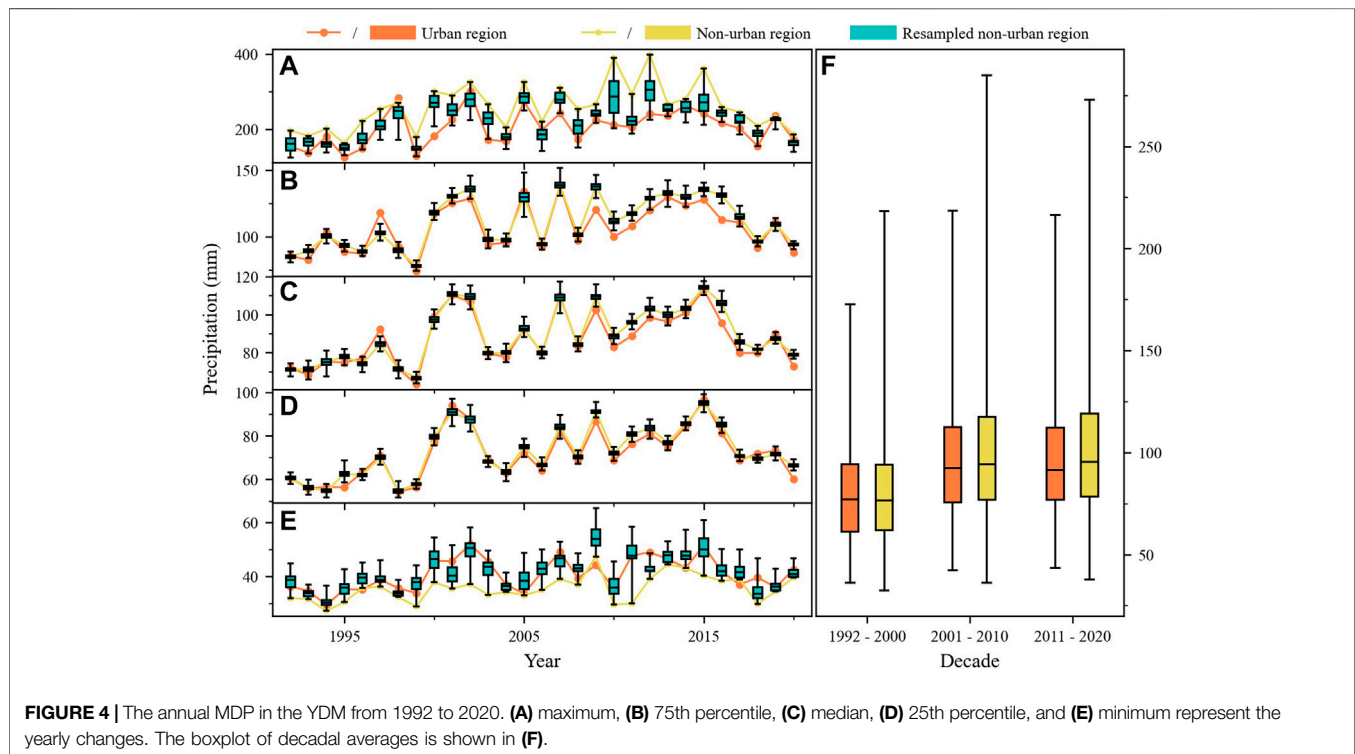 / Urban region / Non-urban region Resampled non-urban region
A
400
200
B
150
100
C
120
100
80
D
100
80
60
E
60
40
Precipitation (mm)
1995 2005 2015
Year
F
250
200
150
100
50
1992 - 2000 2001 - 2010 2011 - 2020
Decade
FIGURE 4 | The annual MDP in the YDM from 1992 to 2020. (A) maximum, (B) 75th percentile, (C) median, (D) 25th percentile, and (E) minimum represent the
yearly changes. The boxplot of decadal averages is shown in (F).